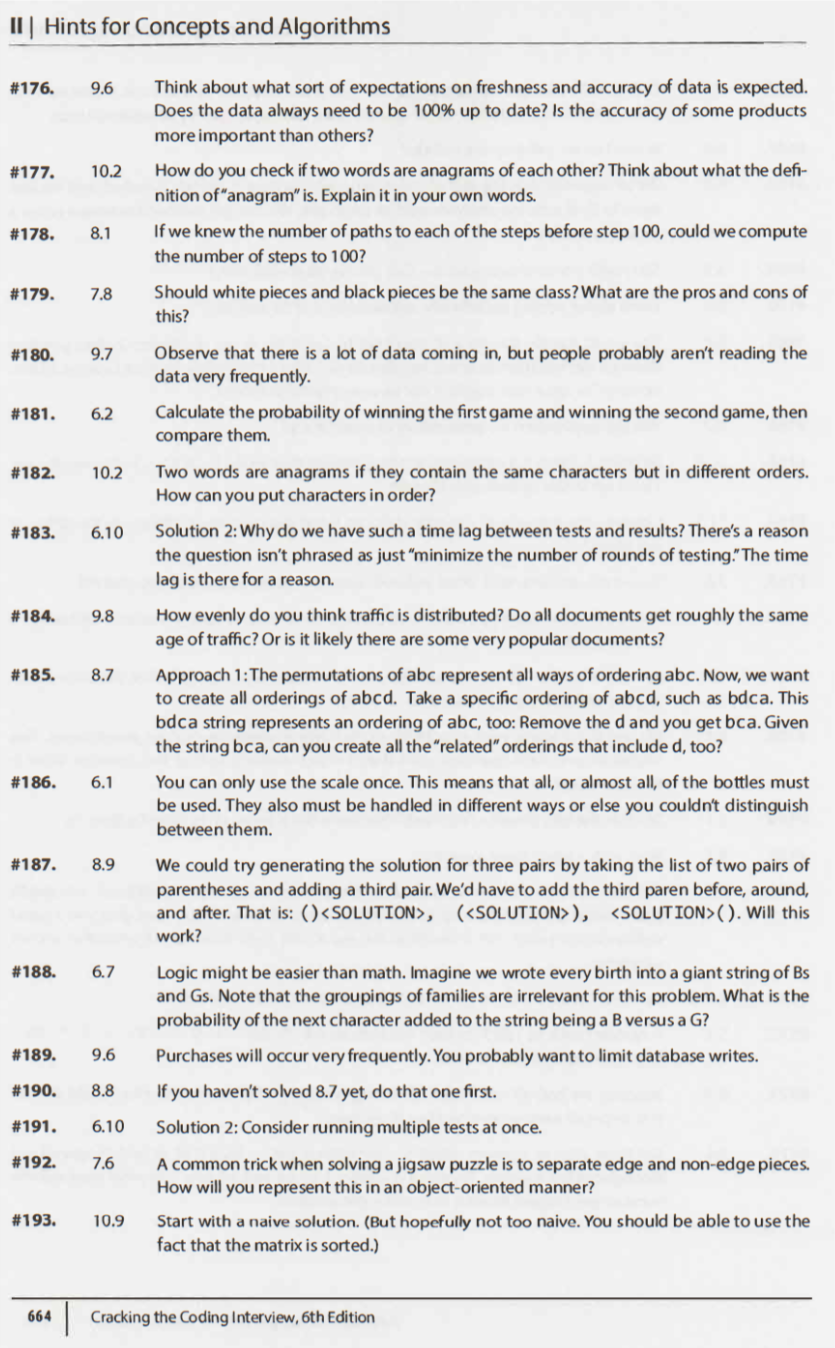 II | Hints for Concepts and Algorithms
#176. 9.6 Think about what sort of expectations on freshness and accuracy of data is expected.
Does the data always need to be 100% up to date? Is the accuracy of some products
more important than others?
#177. 10.2 How do you check if two words are anagrams of each other? Think about what the defi-
nition of "anagram" is. Explain it in your own words.
#178. 8.1 If we knew the number of paths to each of the steps before step 100, could we compute
the number of steps to 100?
#179. 7.8 Should white pieces and black pieces be the same class? What are the pros and cons of
this?
#180. 9.7 Observe that there is a lot of data coming in, but people probably aren't reading the
data very frequently.
#181. 6.2 Calculate the probability of winning the first game and winning the second game, then
compare them.
#182. 10.2 Two words are anagrams if they contain the same characters but in different orders.
How can you put characters in order?
#183. 6.10 Solution 2: Why do we have such a time lag between tests and results? There's a reason
the question isn't phrased as just "minimize the number of rounds of testing." The time
lag is there for a reason.
#184. 9.8 How evenly do you think traffic is distributed? Do all documents get roughly the same
age of traffic? Or is it likely there are some very popular documents?
#185. 8.7 Approach 1: The permutations of abc represent all ways of ordering abc. Now, we want
to create all orderings of abcd. Take a specific ordering of abcd, such as bdca. This
bdca string represents an ordering of abc, too: Remove the d and you get bca. Given
the string bca, can you create all the "related" orderings that include d, too?
#186. 6.1 You can only use the scale once. This means that all, or almost all, of the bottles must
be used. They also must be handled in different ways or else you couldn't distinguish
between them.
#187. 8.9 We could try generating the solution for three pairs by taking the list of two pairs of
parentheses and adding a third pair. We'd have to add the third paren before, around,
and after. That is: ()<SOLUTION>, (<SOLUTION>), <SOLUTION>(). Will this
work?
#188. 6.7 Logic might be easier than math. Imagine we wrote every birth into a giant string of Bs
and Gs. Note that the groupings of families are irrelevant for this problem. What is the
probability of the next character added to the string being a B versus a G?
#189. 9.6 Purchases will occur very frequently. You probably want to limit database writes.
#190. 8.8 If you haven't solved 8.7 yet, do that one first.
#191. 6.10 Solution 2: Consider running multiple tests at once.
#192. 7.6 A common trick when solving a jigsaw puzzle is to separate edge and non-edge pieces.
How will you represent this in an object-oriented manner?
#193. 10.9 Start with a naive solution. (But hopefully not too naive. You should be able to use the
fact that the matrix is sorted.)
664 | Cracking the Coding Interview, 6th Edition